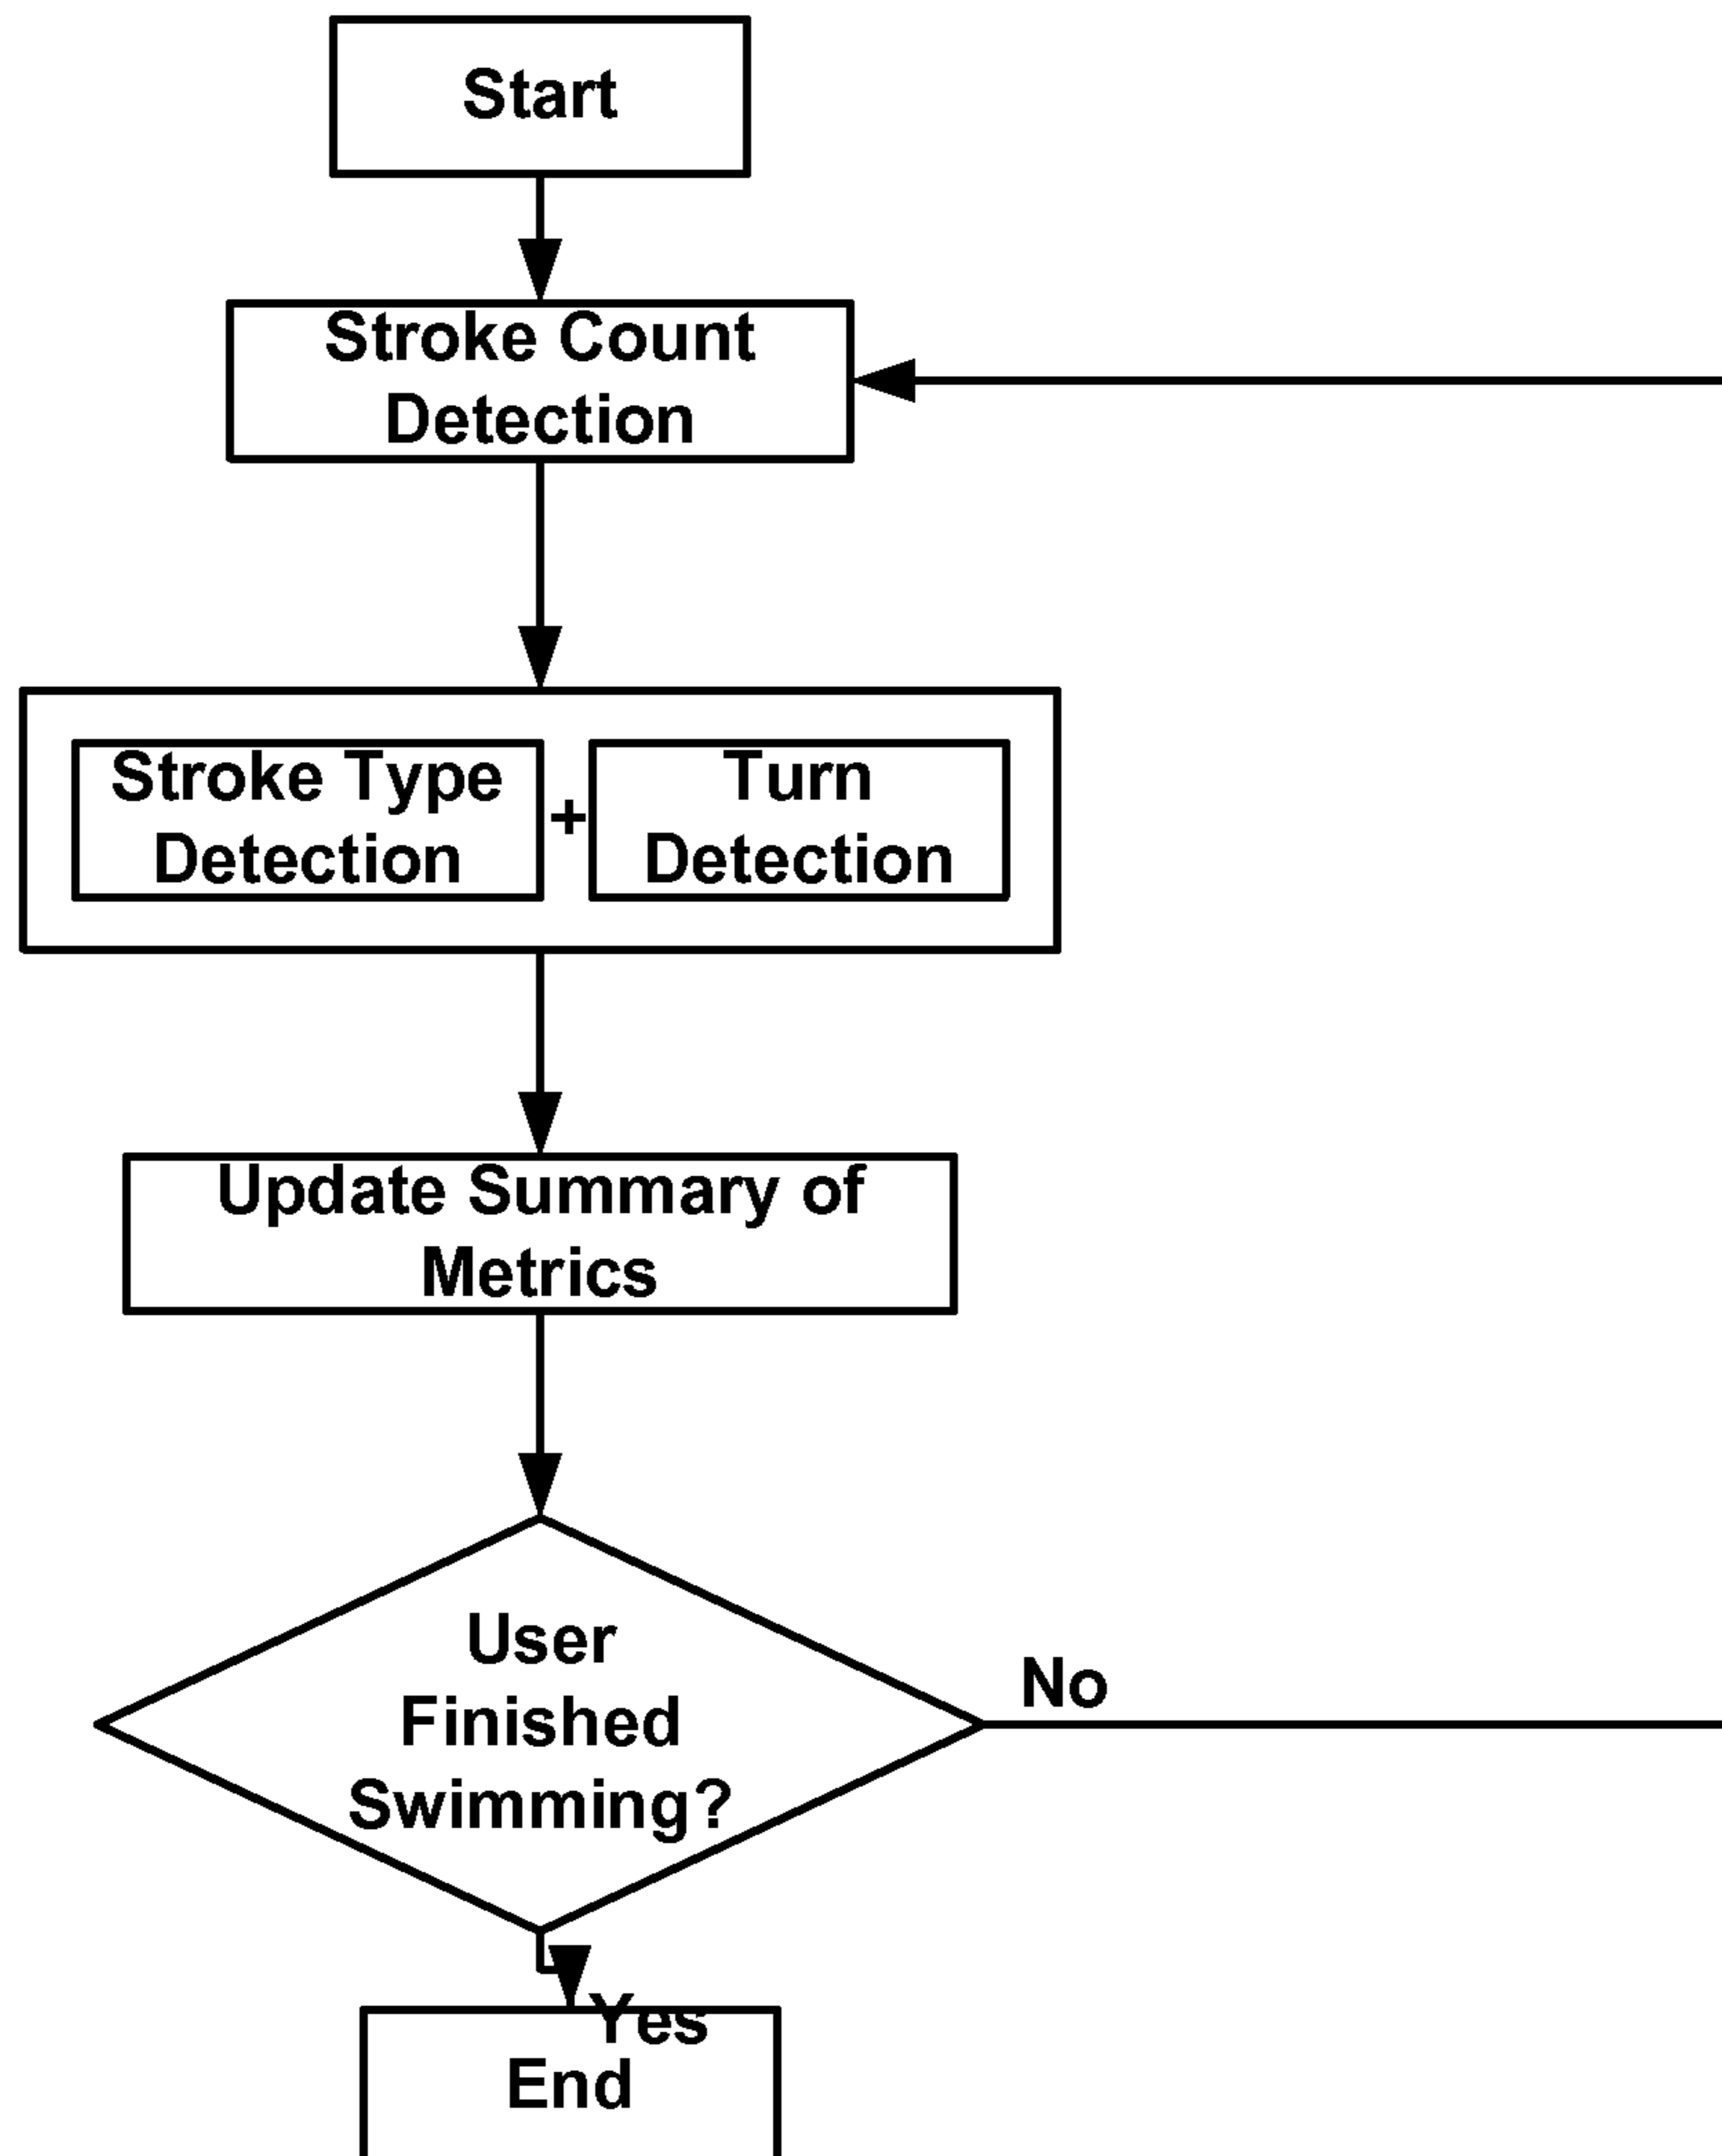 Start
Stroke Count
Detection
Stroke Type
Detection
+
Turn
Detection
Update Summary of
Metrics
User
Finished
Swimming?
No
Yes
End